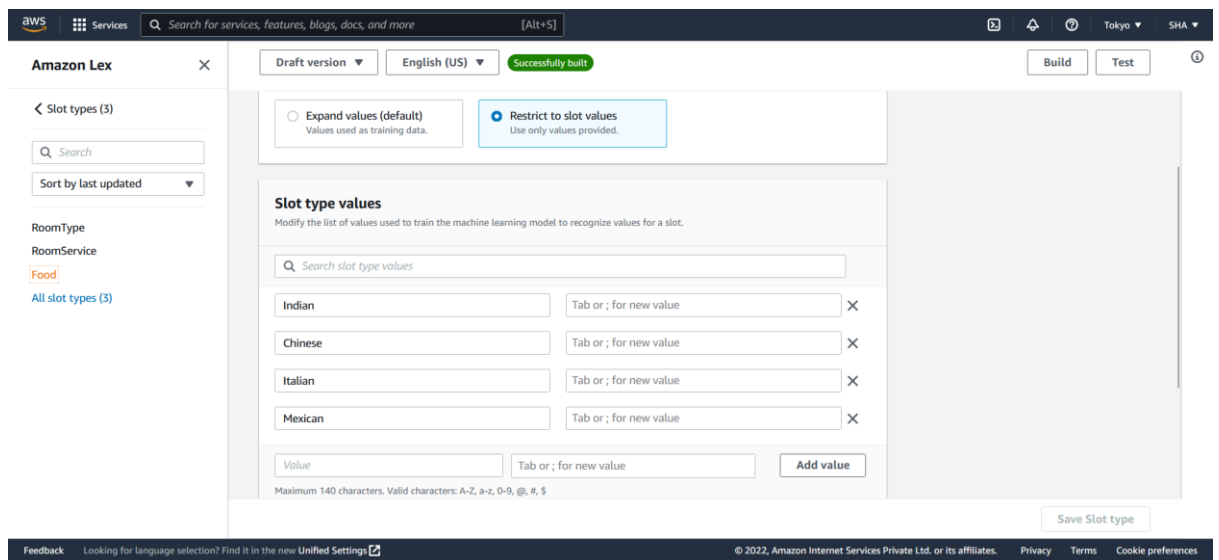 aws Services Search for services, features, blogs, docs, and more [Alt+S] Tokyo ▼ SHA ▼
Amazon Lex
Draft version ▼ English (US) ▼ Successfully built Build Test
Slot types (3)
Expand values (default)
Values used as training data.
Restrict to slot values
Use only values provided.
Search
Sort by last updated ▼
RoomType
RoomService
Food
All slot types (3)
Slot type values
Modify the list of values used to train the machine learning model to recognize values for a slot.
Search slot type values
Indian Tab or ; for new value
Chinese Tab or ; for new value
Italian Tab or ; for new value
Mexican Tab or ; for new value
Value Tab or ; for new value Add value
Maximum 140 characters. Valid characters: A-Z, a-z, 0-9, @, #, $
Save Slot type
Feedback Looking for language selection? Find it in the new Unified Settings © 2022, Amazon Internet Services Private Ltd. or its affiliates. Privacy Terms Cookie preferences